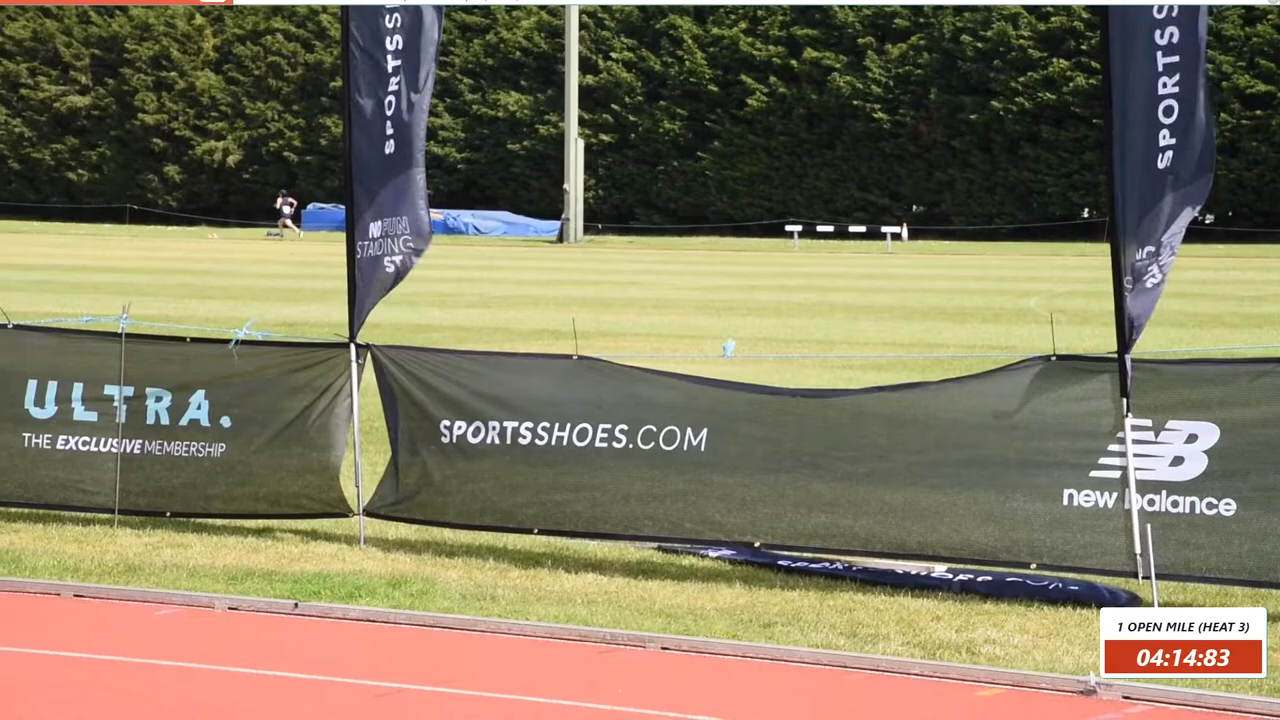 SPORTSS
NO FUN
STANDING
ST
SPORTSS
ULTRA.
THE EXCLUSIVE MEMBERSHIP
SPORTSSHOES.COM
new balance
1 OPEN MILE (HEAT 3)
04:14:83